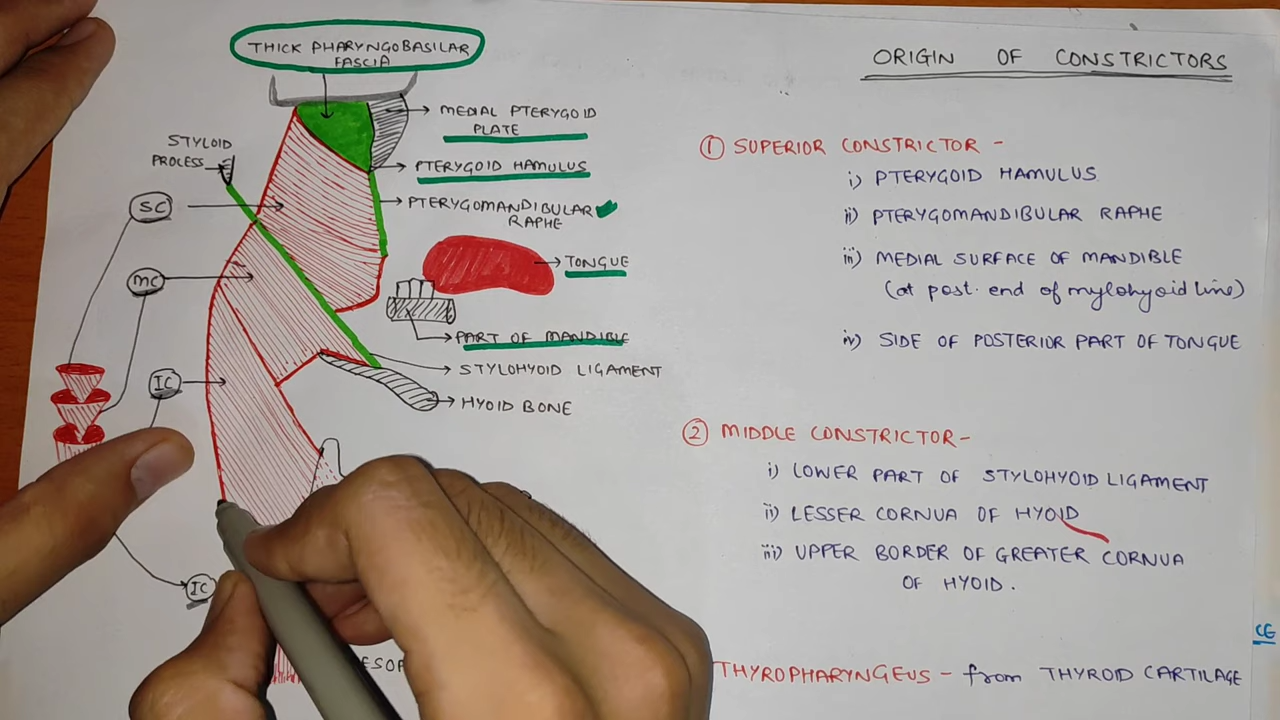 THICK PHARYNGOBASILAR
FASCIA
MEDIAL PTERYGOID
PLATE
STYLOID
PROCESS
PTERYGOID HAMULUS
SC
PTERYGOMANDIBULAR
RAPHE
TONGUE
MC
PART OF MANDIBLE
STYLOHYOID LIGAMENT
IC
HYOID BONE
IC
ORIGIN OF CONSTRICTORS
1 SUPERIOR CONSTRICTOR -
i) PTERYGOID HAMULUS
ii) PTERYGOMANDIBULAR RAPHE
iii) MEDIAL SURFACE OF MANDIBLE
(at post. end of mylohyoid line)
iv) SIDE OF POSTERIOR PART OF TONGUE
2 MIDDLE CONSTRICTOR -
i) LOWER PART OF STYLOHYOID LIGAMENT
ii) LESSER CORNUA OF HYOID
iii) UPPER BORDER OF GREATER CORNUA
OF HYOID.
CE
THYROPHARYNGEUS - from THYROID CARTILAGE